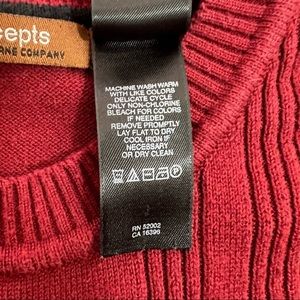 cepts
RNE COMPANY
MACHINE WASH WARM
WITH LIKE COLORS
DELICATE CYCLE
ONLY NON-CHLORINE
BLEACH FOR COLORS
IF NEEDED
REMOVE PROMPTLY
LAY FLAT TO DRY
COOL IRON IF
NECESSARY
OR DRY CLEAN
RN 52002
CA 16396